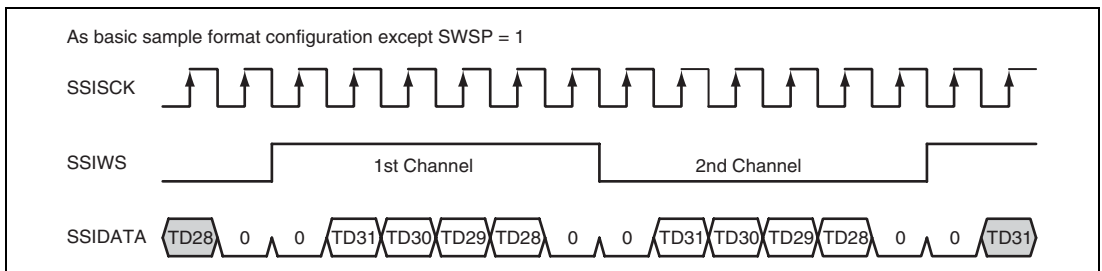 As basic sample format configuration except SWSP = 1
SSISCK
SSIWS 1st Channel 2nd Channel
SSIDATA TD28 0 0 TD31 TD30 TD29 TD28 0 0 TD31 TD30 TD29 TD28 0 0 TD31